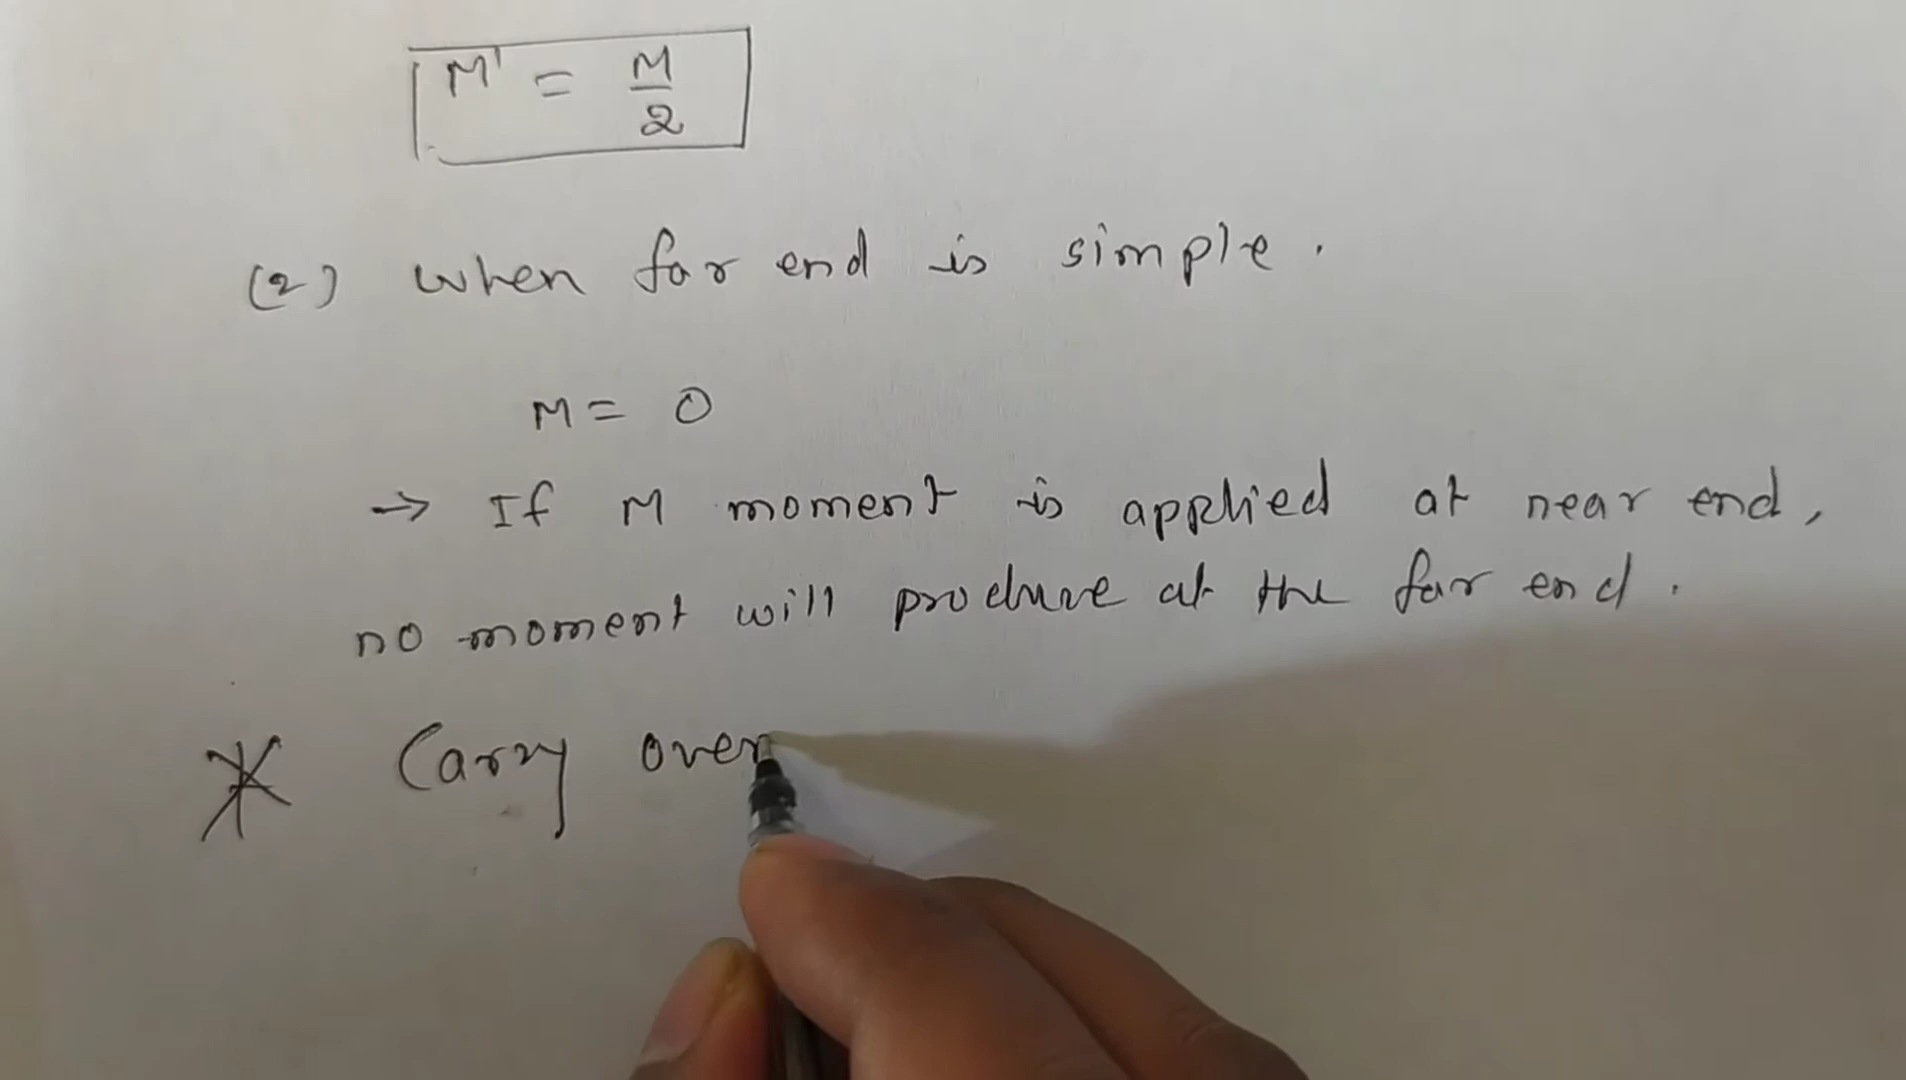 M' = M/2
(2) When far end is simple.
M = 0
→ If M moment is applied at near end,
no moment will produce at the far end.
* Carry over